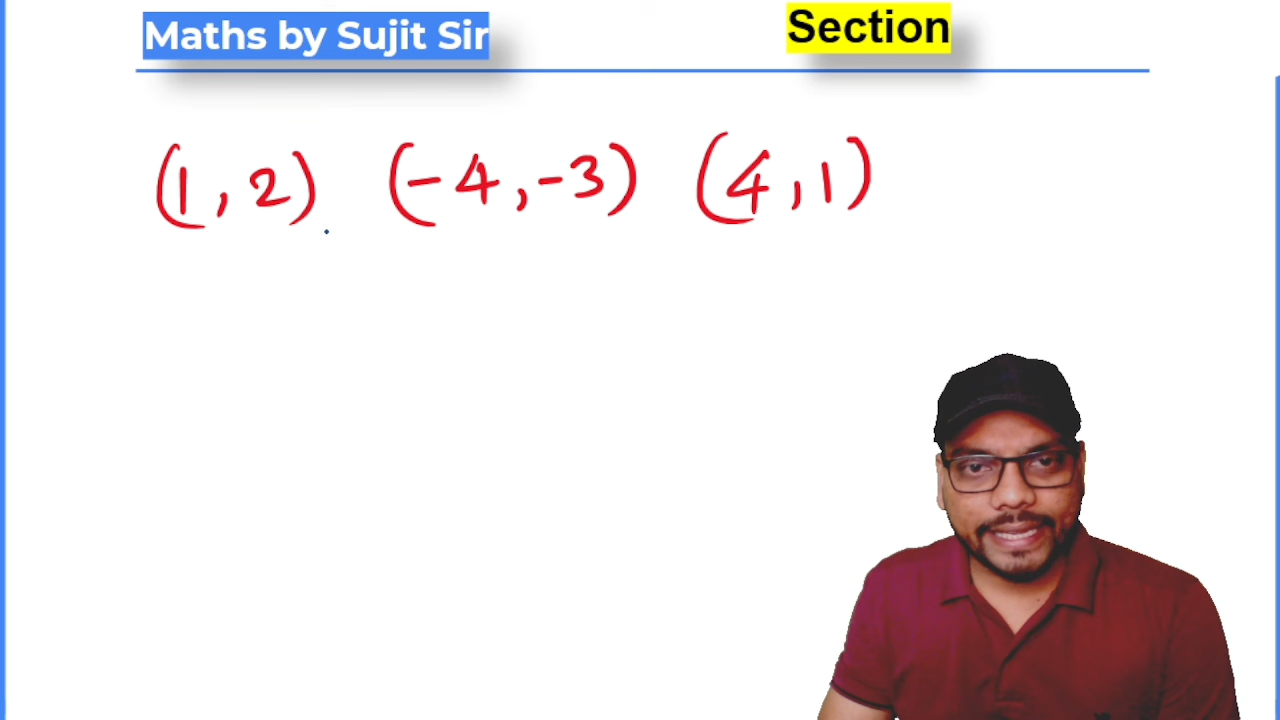 Maths by Sujit Sir
Section
(1, 2) (-4, -3) (4, 1)